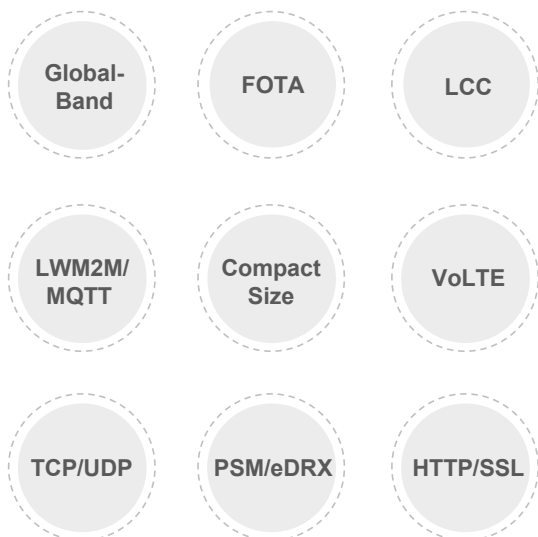 Global-
Band
FOTA
LCC
LWM2M/
MQTT
Compact
Size
VoLTE
TCP/UDP
PSM/eDRX
HTTP/SSL